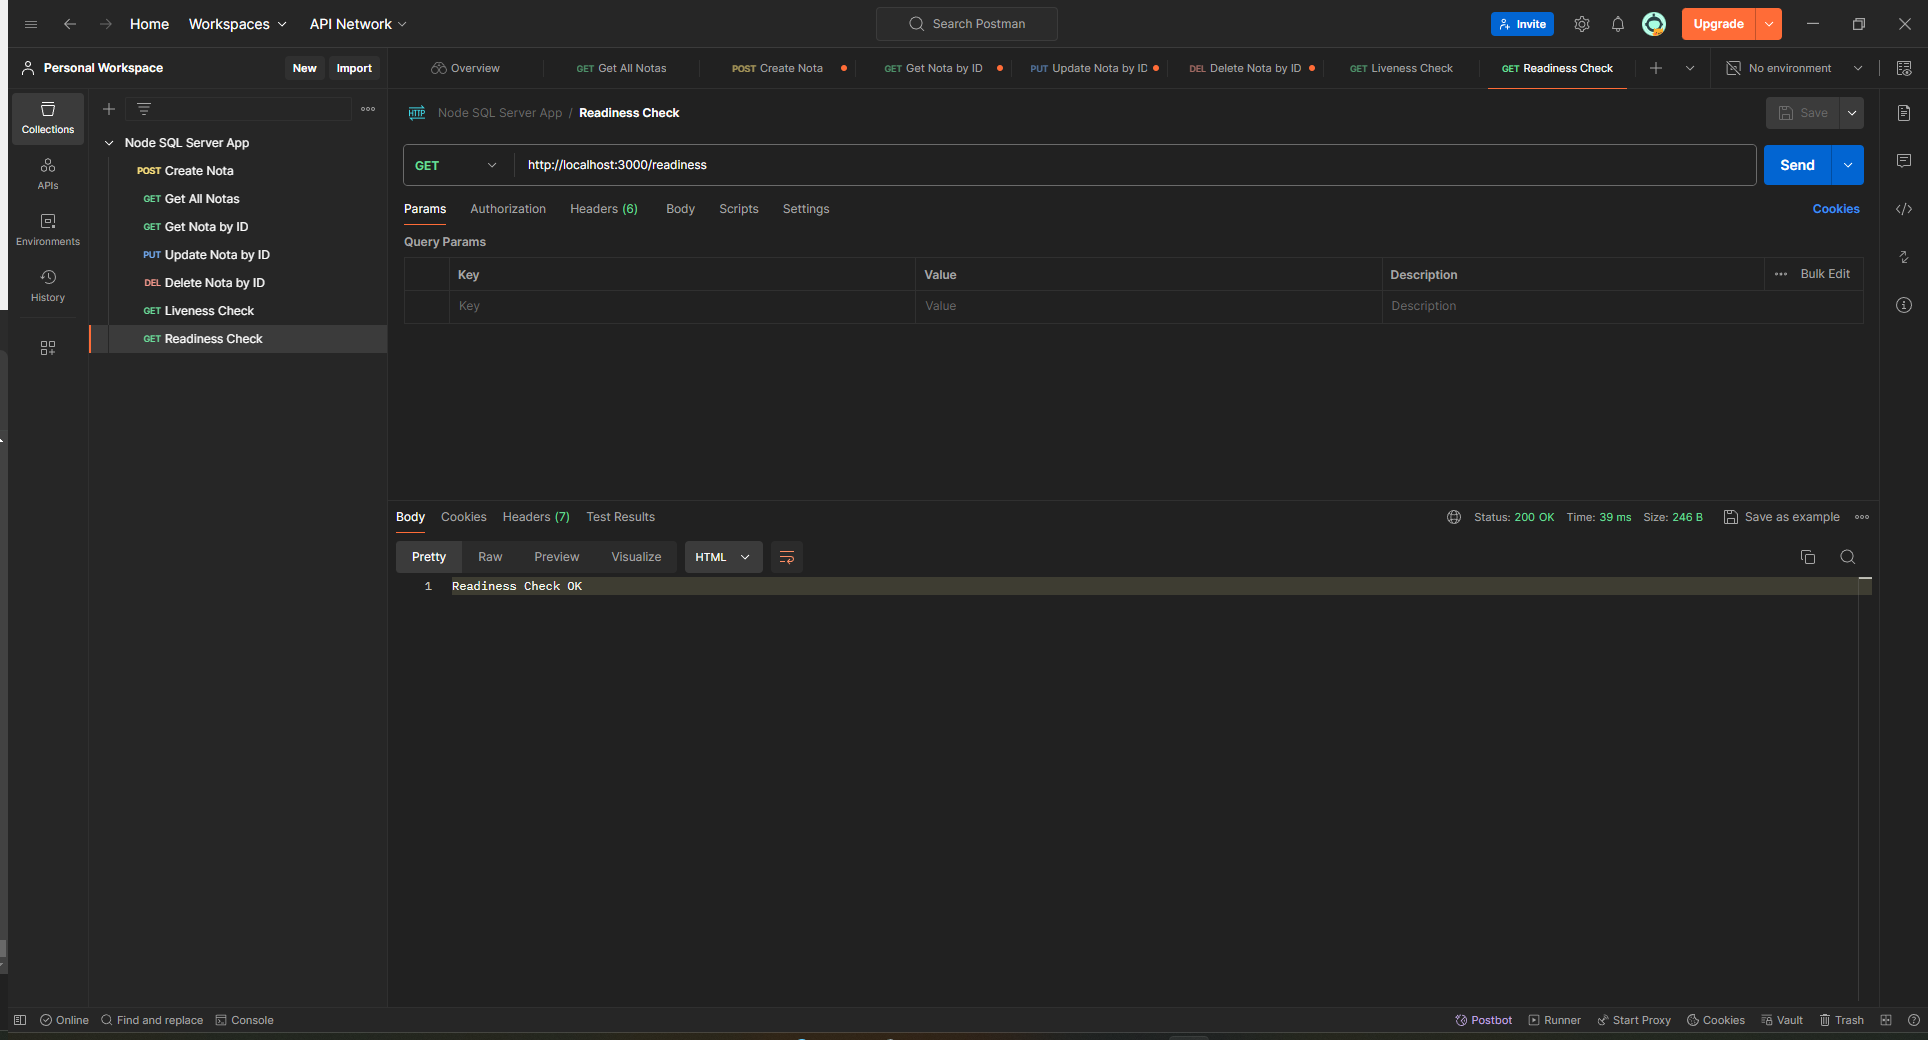 Home Workspaces API Network Search Postman Invite Upgrade
Personal Workspace New Import Overview GET Get All Notas POST Create Nota GET Get Nota by ID PUT Update Nota by ID DEL Delete Nota by ID GET Liveness Check GET Readiness Check No environment
Collections
APIs
Environments
History
Node SQL Server App
POST Create Nota
GET Get All Notas
GET Get Nota by ID
PUT Update Nota by ID
DEL Delete Nota by ID
GET Liveness Check
GET Readiness Check
HTTP Node SQL Server App / Readiness Check Save
GET http://localhost:3000/readiness Send
Params Authorization Headers (6) Body Scripts Settings Cookies
Query Params
Key Value Description Bulk Edit
Key Value Description
Body Cookies Headers (7) Test Results Status: 200 OK Time: 39 ms Size: 246 B Save as example
Pretty Raw Preview Visualize HTML
1 Readiness Check OK
Online Find and replace Console Postbot Runner Start Proxy Cookies Vault Trash